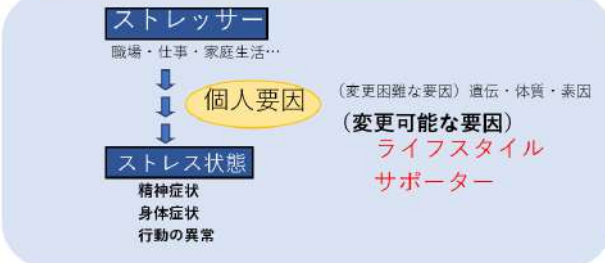 ストレッサー
職場・仕事・家庭生活…
個人要因
(変更困難な要因)遺伝・体質・素因
(変更可能な要因)
ライフスタイル
サポーター
ストレス状態
精神症状
身体症状
行動の異常